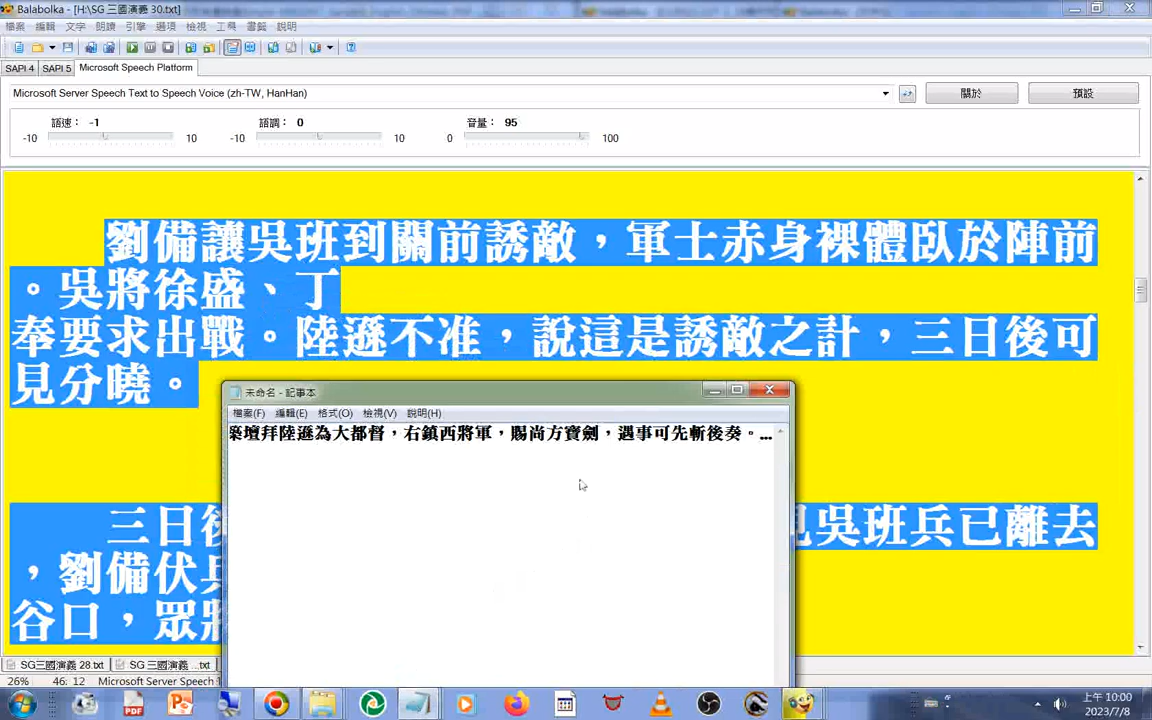 Balabolka - [H:\SG 三國演義 30.txt]
檔案 編輯 文字 朗讀 引擎 選項 檢視 工具 書籤 說明
SAPI 4 SAPI 5 Microsoft Speech Platform
Microsoft Server Speech Text to Speech Voice (zh-TW, HanHan) 關於 預設
語速： -1 語調： 0 音量： 95
-10 10 -10 10 0 100
劉備讓吳班到關前誘敵，軍士赤身裸體臥於陣前
。吳將徐盛、丁
奉要求出戰。陸遜不准，說這是誘敵之計，三日後可
見分曉。
未命名 - 記事本
檔案(F) 編輯(E) 格式(O) 檢視(V) 說明(H)
築壇拜陸遜為大都督，右鎮西將軍，賜尚方寶劍，遇事可先斬後奏。...
三日後 見吳班兵已離去
，劉備伏兵
谷口，眾將
SG三國演義 28.txt SG 三國演義 ...txt
26% 46: 12 Microsoft Server Speech
上午 10:00
2023/7/8